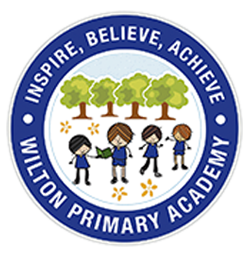 INSPIRE, BELIEVE, ACHIEVE
WILTON PRIMARY ACADEMY